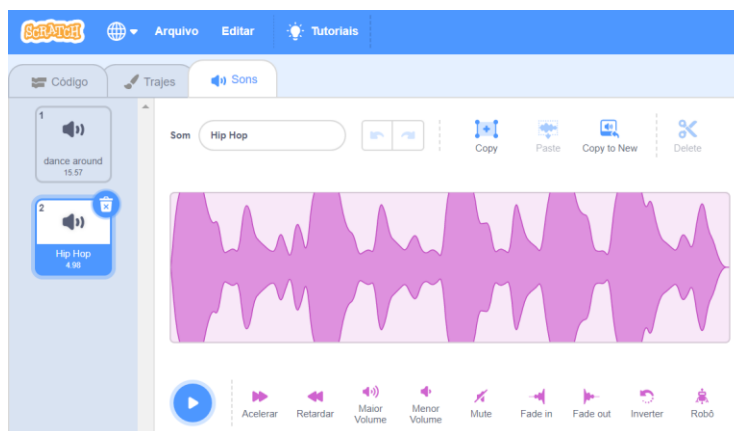 SCRATCH Arquivo Editar Tutoriais
Código Trajes Sons
1
dance around
15.57
2
Hip Hop
4.98
Som Hip Hop
Copy Paste Copy to New Delete
Acelerar Retardar Maior Volume Menor Volume Mute Fade in Fade out Inverter Robô